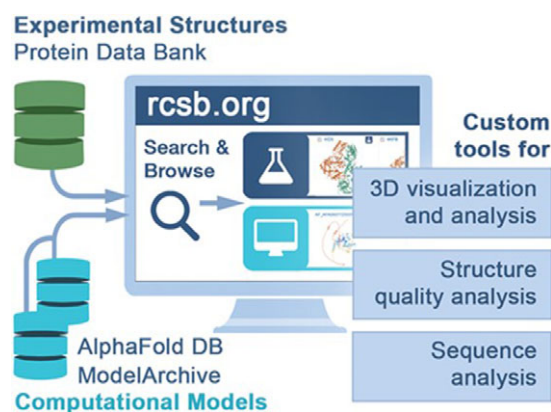 Experimental Structures
Protein Data Bank
rcsb.org
Search &
Browse
Custom
tools for
3D visualization
and analysis
Structure
quality analysis
Sequence
analysis
AlphaFold DB
ModelArchive
Computational Models